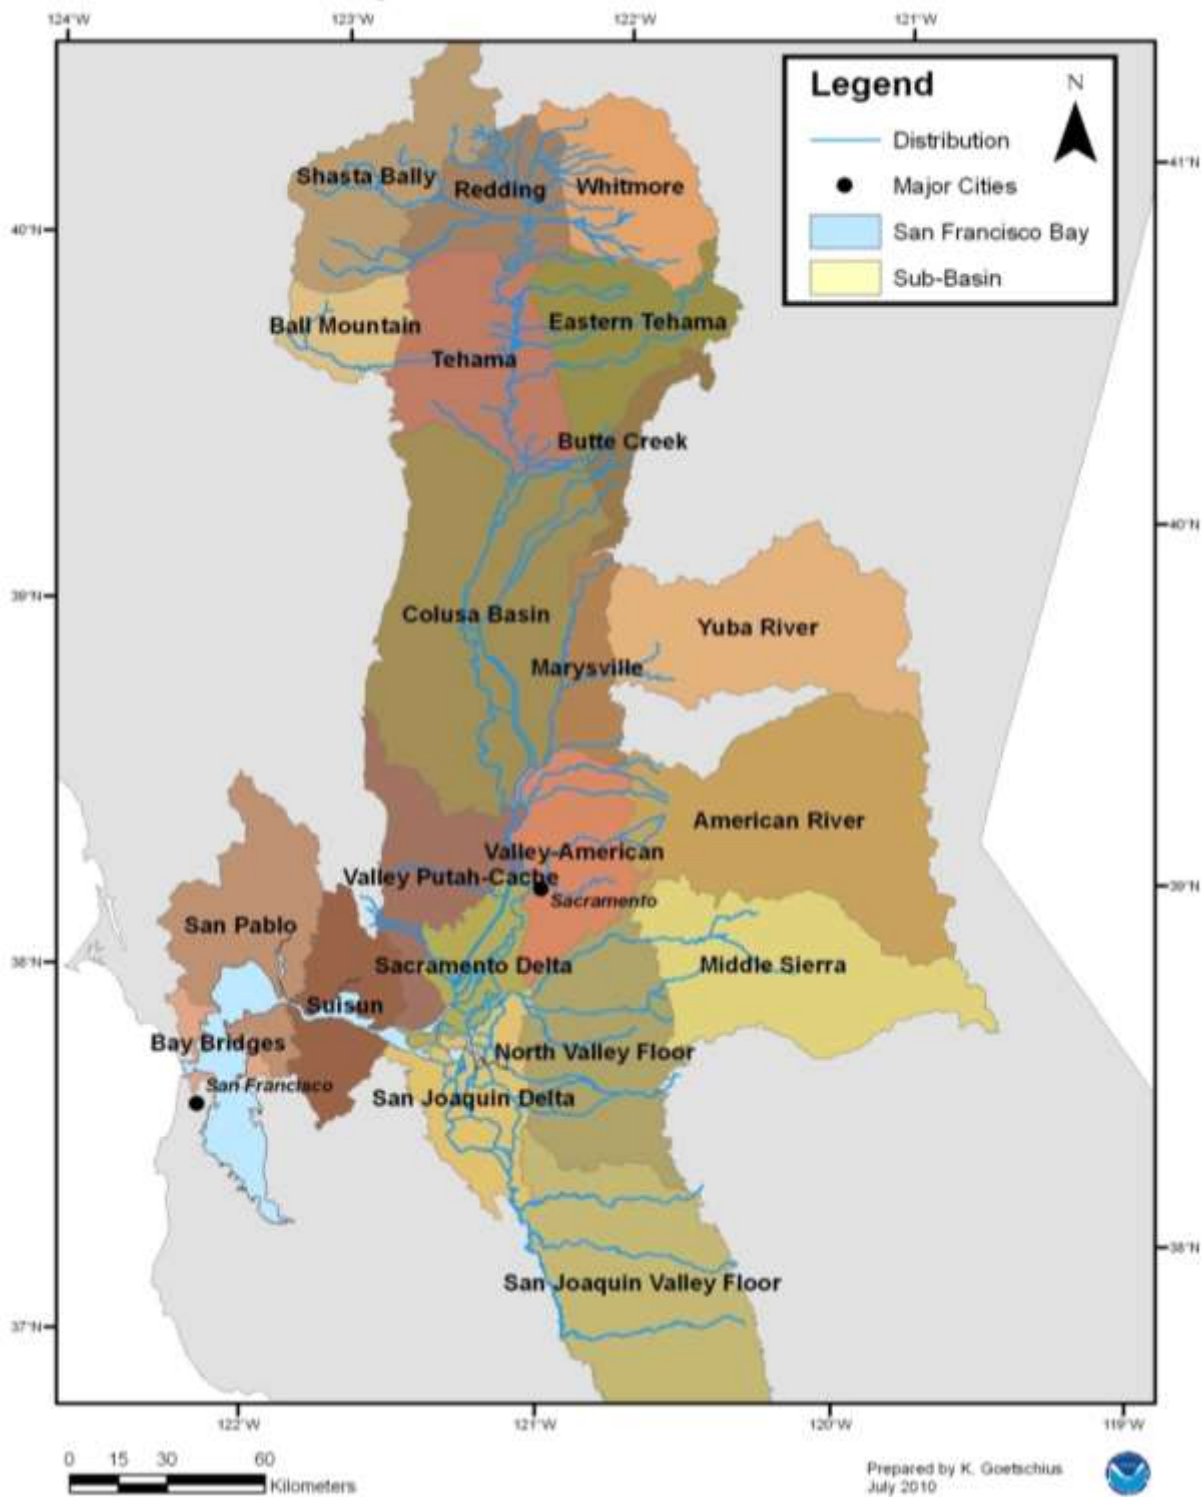 124°W
123°W
122°W
121°W
Legend
N
Distribution
Major Cities
San Francisco Bay
Sub-Basin
41°N
40°N
Shasta Bally
Redding
Whitmore
Ball Mountain
Eastern Tehama
Tehama
Butte Creek
40°N
39°N
Colusa Basin
Yuba River
Marysville
American River
Valley-American
Valley Putah-Cache
39°N
Sacramento
San Pablo
38°N
Sacramento Delta
Middle Sierra
Suisun
Bay Bridges
North Valley Floor
San Francisco
San Joaquin Delta
38°N
San Joaquin Valley Floor
37°N
122°W
121°W
120°W
119°W
0 15 30 60
Kilometers
Prepared by K. Goetschius
July 2010